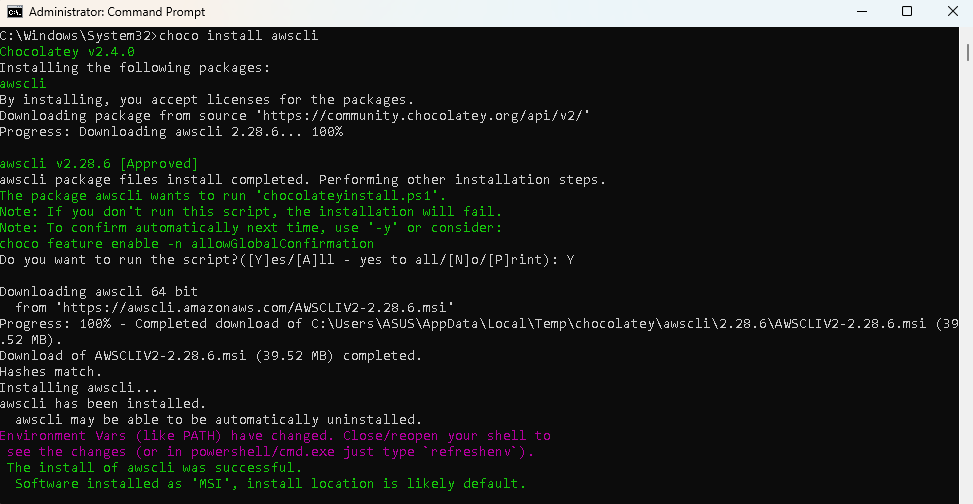 Administrator: Command Prompt
C:\Windows\System32>choco install awscli
Chocolatey v2.4.0
Installing the following packages:
awscli
By installing, you accept licenses for the packages.
Downloading package from source 'https://community.chocolatey.org/api/v2/'
Progress: Downloading awscli 2.28.6... 100%
awscli v2.28.6 [Approved]
awscli package files install completed. Performing other installation steps.
The package awscli wants to run 'chocolateyinstall.ps1'.
Note: If you don't run this script, the installation will fail.
Note: To confirm automatically next time, use '-y' or consider:
choco feature enable -n allowGlobalConfirmation
Do you want to run the script?([Y]es/[A]ll - yes to all/[N]o/[P]rint): Y
Downloading awscli 64 bit
  from 'https://awscli.amazonaws.com/AWSCLIV2-2.28.6.msi'
Progress: 100% - Completed download of C:\Users\ASUS\AppData\Local\Temp\chocolatey\awscli\2.28.6\AWSCLIV2-2.28.6.msi (39
.52 MB).
Download of AWSCLIV2-2.28.6.msi (39.52 MB) completed.
Hashes match.
Installing awscli...
awscli has been installed.
  awscli may be able to be automatically uninstalled.
Environment Vars (like PATH) have changed. Close/reopen your shell to
 see the changes (or in powershell/cmd.exe just type `refreshenv`).
 The install of awscli was successful.
  Software installed as 'MSI', install location is likely default.